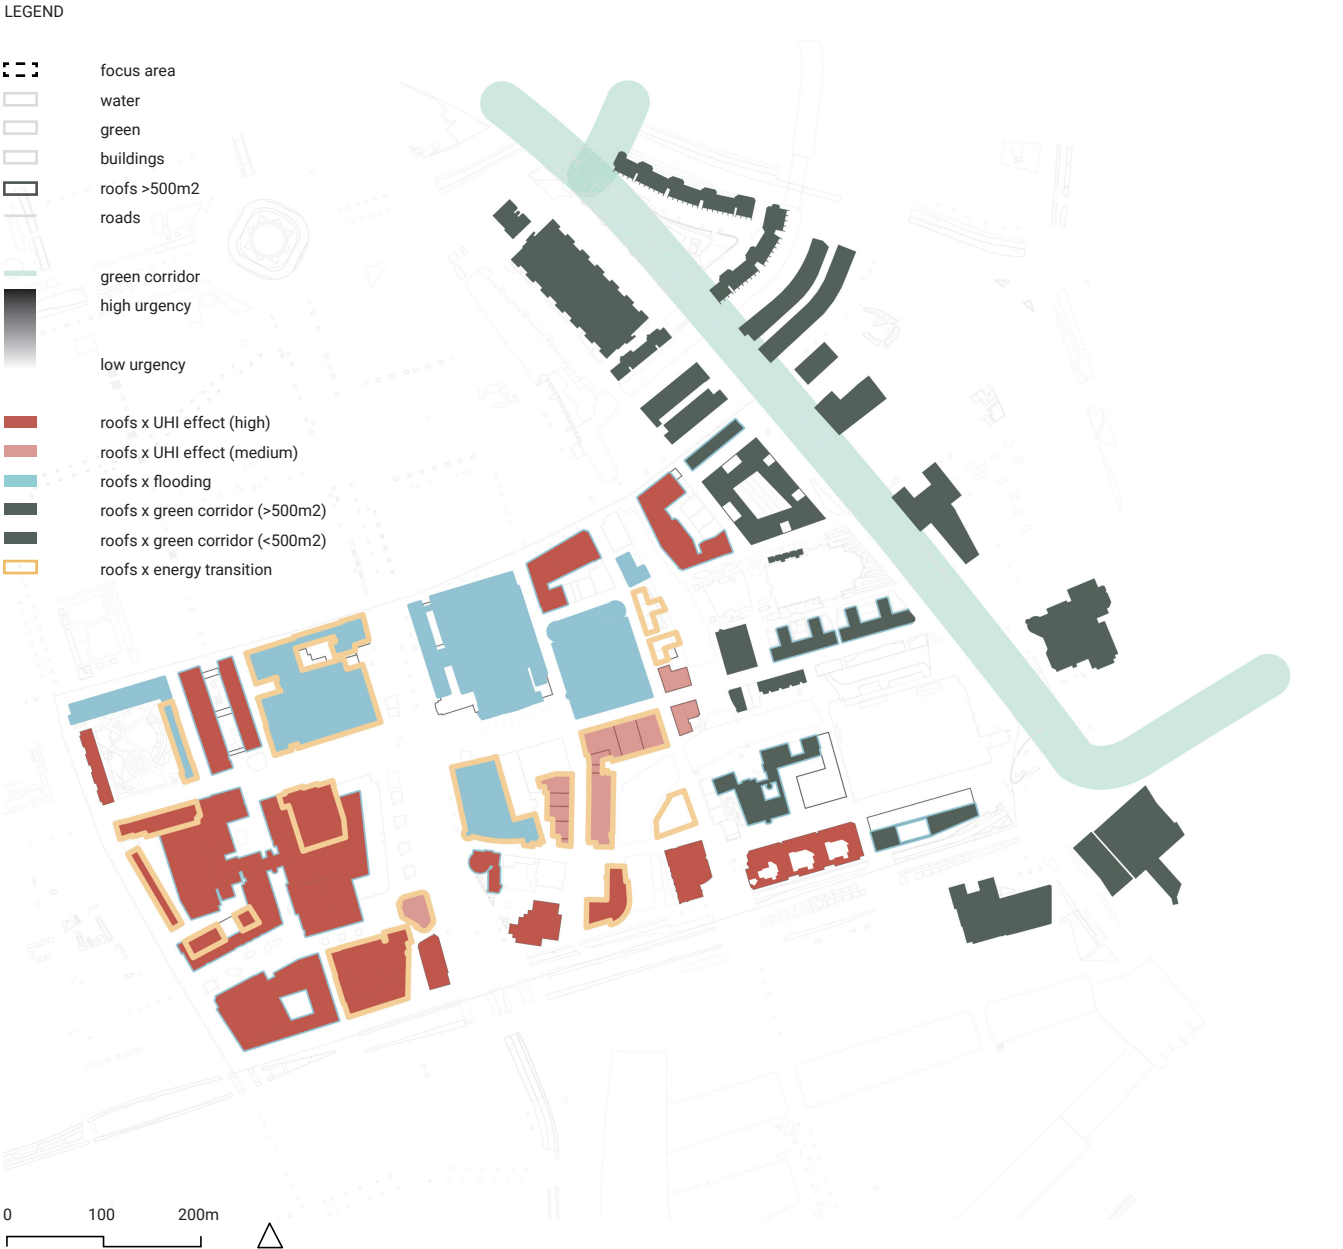 LEGEND
focus area
water
green
buildings
roofs >500m2
roads
green corridor
high urgency
low urgency
roofs x UHI effect (high)
roofs x UHI effect (medium)
roofs x flooding
roofs x green corridor (>500m2)
roofs x green corridor (<500m2)
roofs x energy transition
0 100 200m